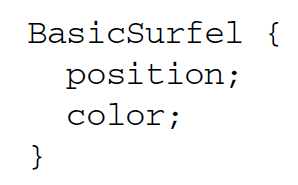 BasicSurfel {
  position;
  color;
}